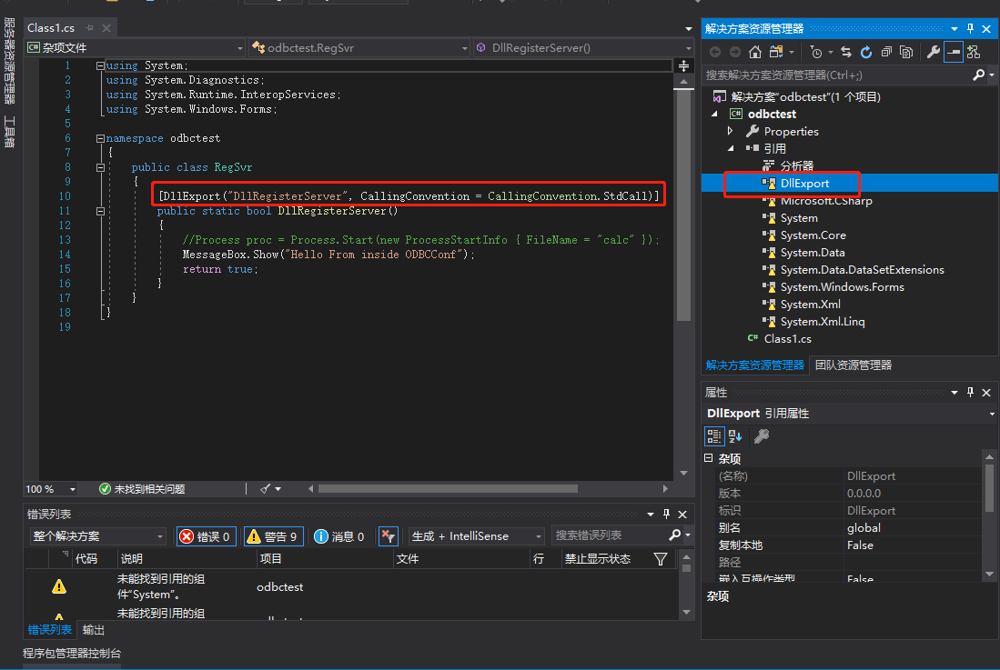 服务器资源管理器
工具箱
Class1.cs
杂项文件
odbctest.RegSvr
DllRegisterServer()
1 using System;
2 using System.Diagnostics;
3 using System.Runtime.InteropServices;
4 using System.Windows.Forms;
5
6 namespace odbctest
7 {
8 public class RegSvr
9 {
10 [DllExport("DllRegisterServer", CallingConvention = CallingConvention.StdCall)]
11 public static bool DllRegisterServer()
12 {
13 //Process proc = Process.Start(new ProcessStartInfo { FileName = "calc" });
14 MessageBox.Show("Hello From inside ODBCConf");
15 return true;
16 }
17 }
18 }
19
100 %
未找到相关问题
错误列表
整个解决方案
错误 0
警告 9
消息 0
生成 + IntelliSense
搜索错误列表
代码 说明 项目 文件 行 禁止显示状态
未能找到引用的组
件“System”。
odbctest
未能找到引用的组
错误列表 输出
程序包管理器控制台
解决方案资源管理器
搜索解决方案资源管理器(Ctrl+;)
解决方案“odbctest”(1 个项目)
odbctest
Properties
引用
分析器
DllExport
Microsoft.CSharp
System
System.Core
System.Data
System.Data.DataSetExtensions
System.Windows.Forms
System.Xml
System.Xml.Linq
Class1.cs
解决方案资源管理器 团队资源管理器
属性
DllExport 引用属性
杂项
(名称) DllExport
版本 0.0.0.0
标识 DllExport
别名 global
复制本地 False
路径
嵌入互操作类型 False
杂项